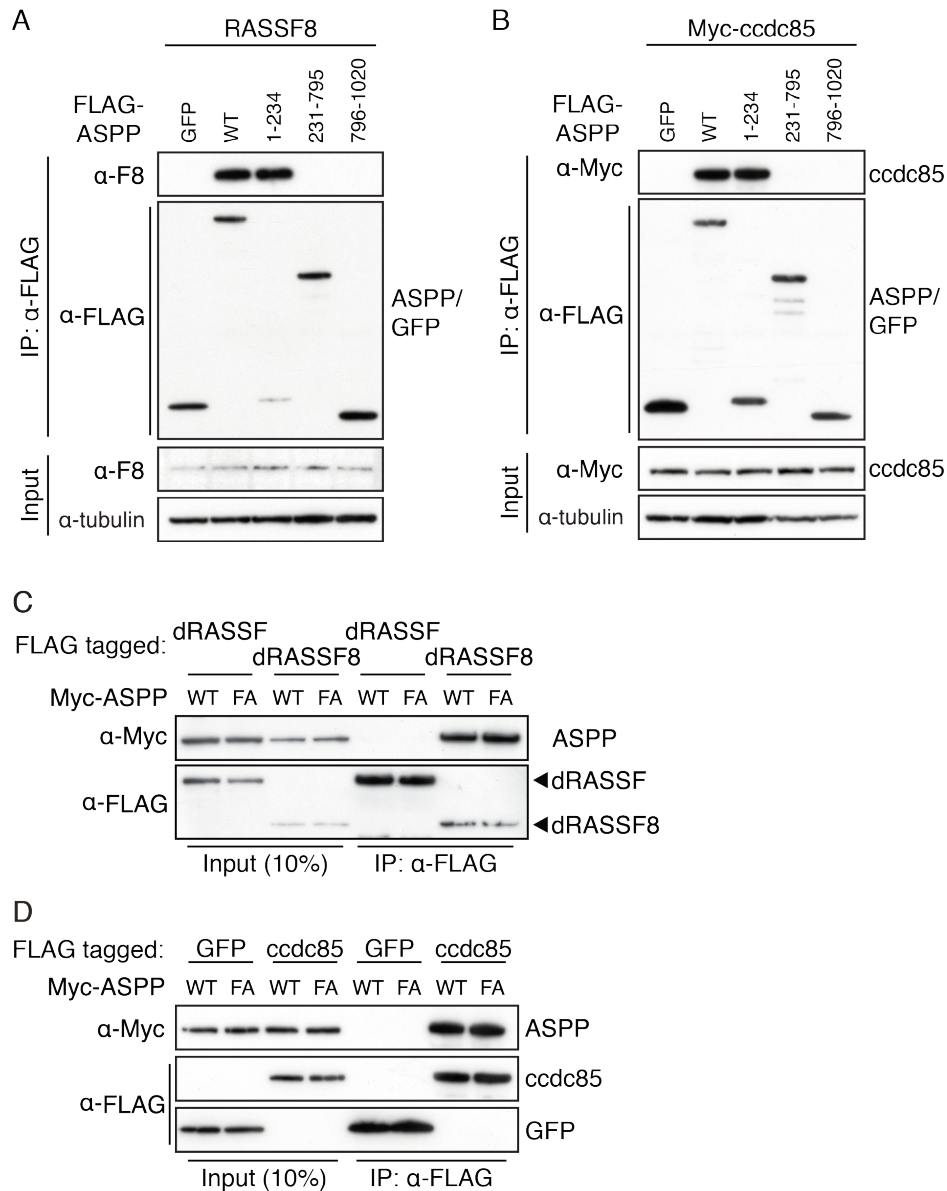 A
RASSF8
FLAG-
ASPP
GFP
WT
1-234
231-795
796-1020
IP: α-FLAG
α-F8
α-FLAG
ASPP/
GFP
Input
α-F8
α-tubulin
B
Myc-ccdc85
FLAG-
ASPP
GFP
WT
1-234
231-795
796-1020
IP: α-FLAG
α-Myc
ccdc85
α-FLAG
ASPP/
GFP
Input
α-Myc
ccdc85
α-tubulin
C
FLAG tagged: dRASSF dRASSF8 dRASSF dRASSF8
Myc-ASPP WT FA WT FA WT FA WT FA
α-Myc ASPP
α-FLAG
◄dRASSF
◄dRASSF8
Input (10%) IP: α-FLAG
D
FLAG tagged: GFP ccdc85 GFP ccdc85
Myc-ASPP WT FA WT FA WT FA WT FA
α-Myc ASPP
α-FLAG
ccdc85
GFP
Input (10%) IP: α-FLAG